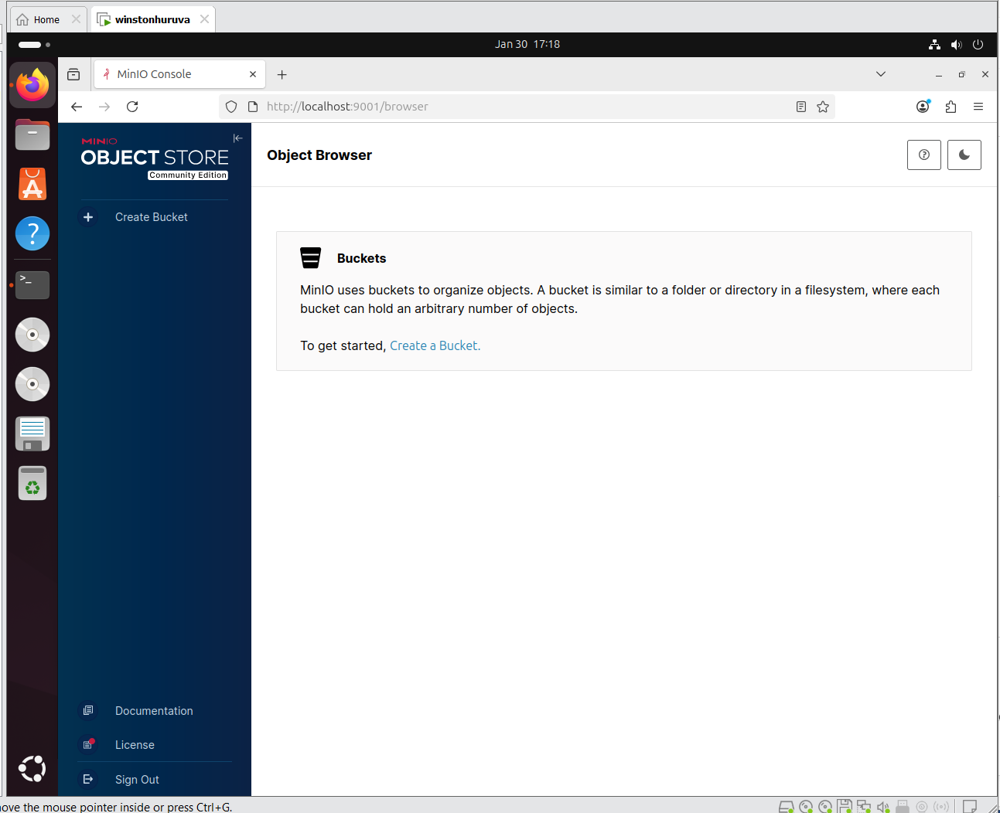 Home
winstonhuruva
Jan 30 17:18
MinIO Console
http://localhost:9001/browser
MINIO
OBJECT STORE
Community Edition
Object Browser
Create Bucket
Buckets
MinIO uses buckets to organize objects. A bucket is similar to a folder or directory in a filesystem, where each
bucket can hold an arbitrary number of objects.
To get started, Create a Bucket.
Documentation
License
Sign Out
the mouse pointer inside or press Ctrl+G.